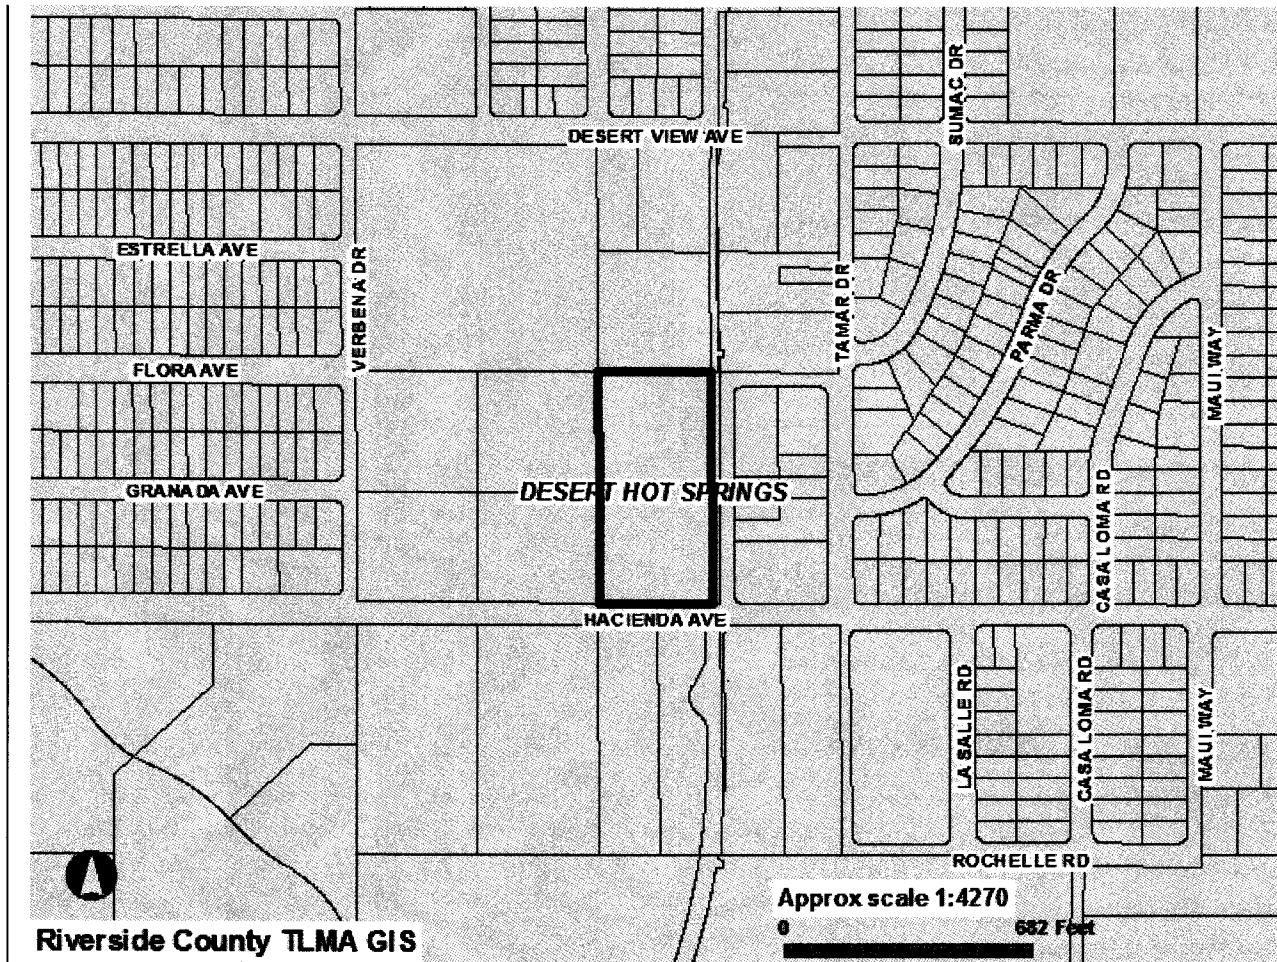 SUMAC DR
DESERT VIEW AVE
ESTRELLA AVE
VERBENA DR
TAMAR DR
PARMA DR
FLORA AVE
MAUI WAY
GRANADA AVE
DESERT HOT SPRINGS
CASA LOMA RD
HACIENDA AVE
LA SALLE RD
CASA LOMA RD
MAUI WAY
ROCHELLE RD
Approx scale 1:4270
0 682 Feet
Riverside County TLMA GIS